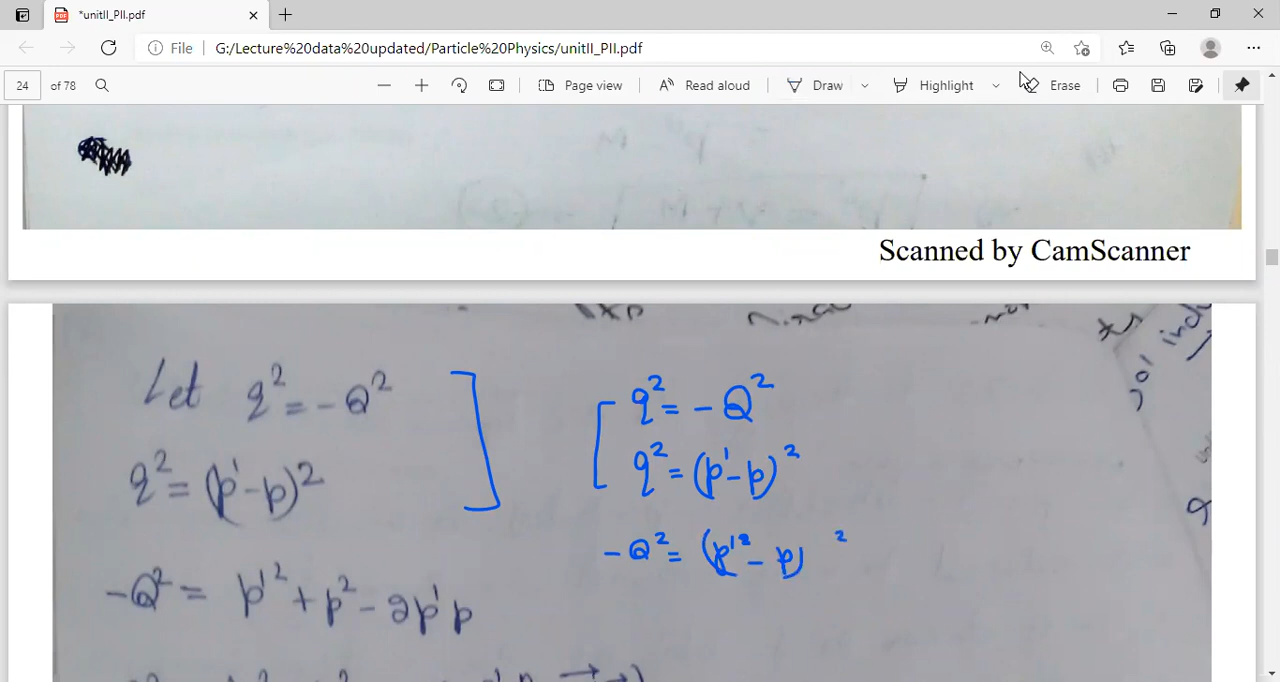 *unitII_PII.pdf
File | G:/Lecture%20data%20updated/Particle%20Physics/unitII_PII.pdf
24 of 78 Page view Read aloud Draw Highlight Erase
Scanned by CamScanner
Let q² = -Q²
q² = (p' - p)²
-Q² = p'² + p² - 2p'p
q² = - Q²
q² = (p' - p)²
- Q² = (p'² - p) ²